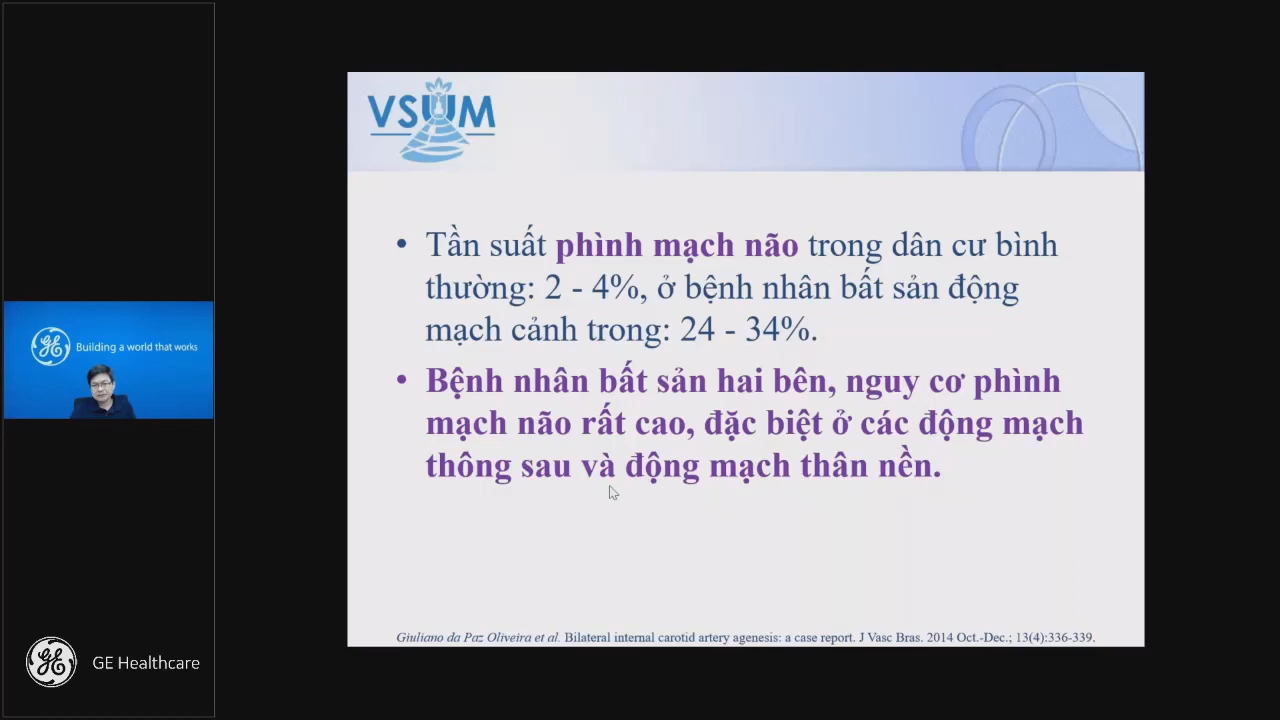 VSUM
• Tần suất phình mạch não trong dân cư bình
thường: 2 - 4%, ở bệnh nhân bất sản động
mạch cảnh trong: 24 - 34%.
• Bệnh nhân bất sản hai bên, nguy cơ phình
mạch não rất cao, đặc biệt ở các động mạch
thông sau và động mạch thân nền.
Giuliano da Paz Oliveira et al. Bilateral internal carotid artery agenesis: a case report. J Vasc Bras. 2014 Oct.-Dec.; 13(4):336-339.
GE Building a world that works
GE GE Healthcare